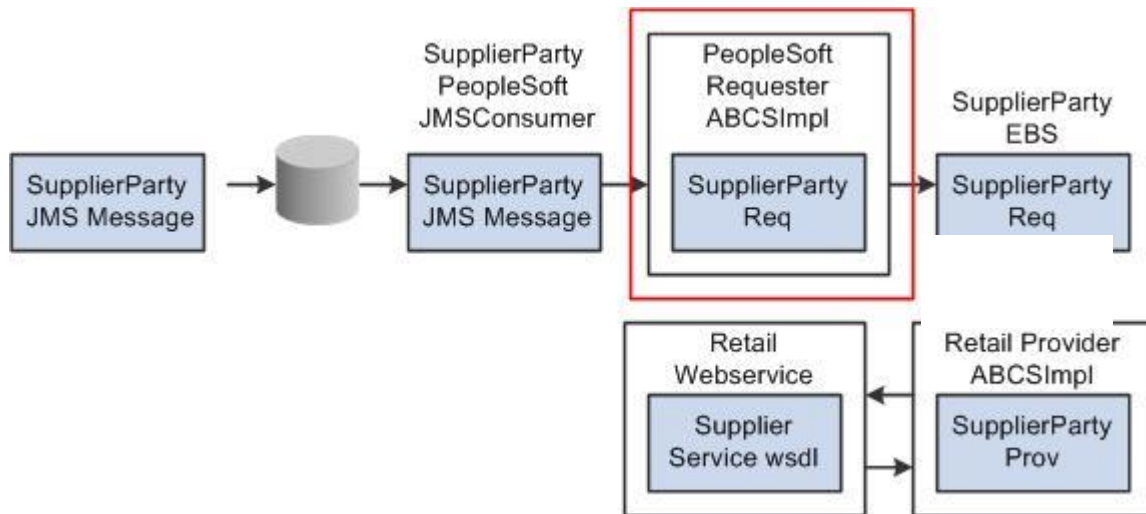 SupplierParty
JMS Message
SupplierParty
PeopleSoft
JMSConsumer
SupplierParty
JMS Message
PeopleSoft
Requester
ABCSImpl
SupplierParty
Req
SupplierParty
EBS
SupplierParty
Req
Retail
Webservice
Supplier
Service wsdl
Retail Provider
ABCSImpl
SupplierParty
Prov